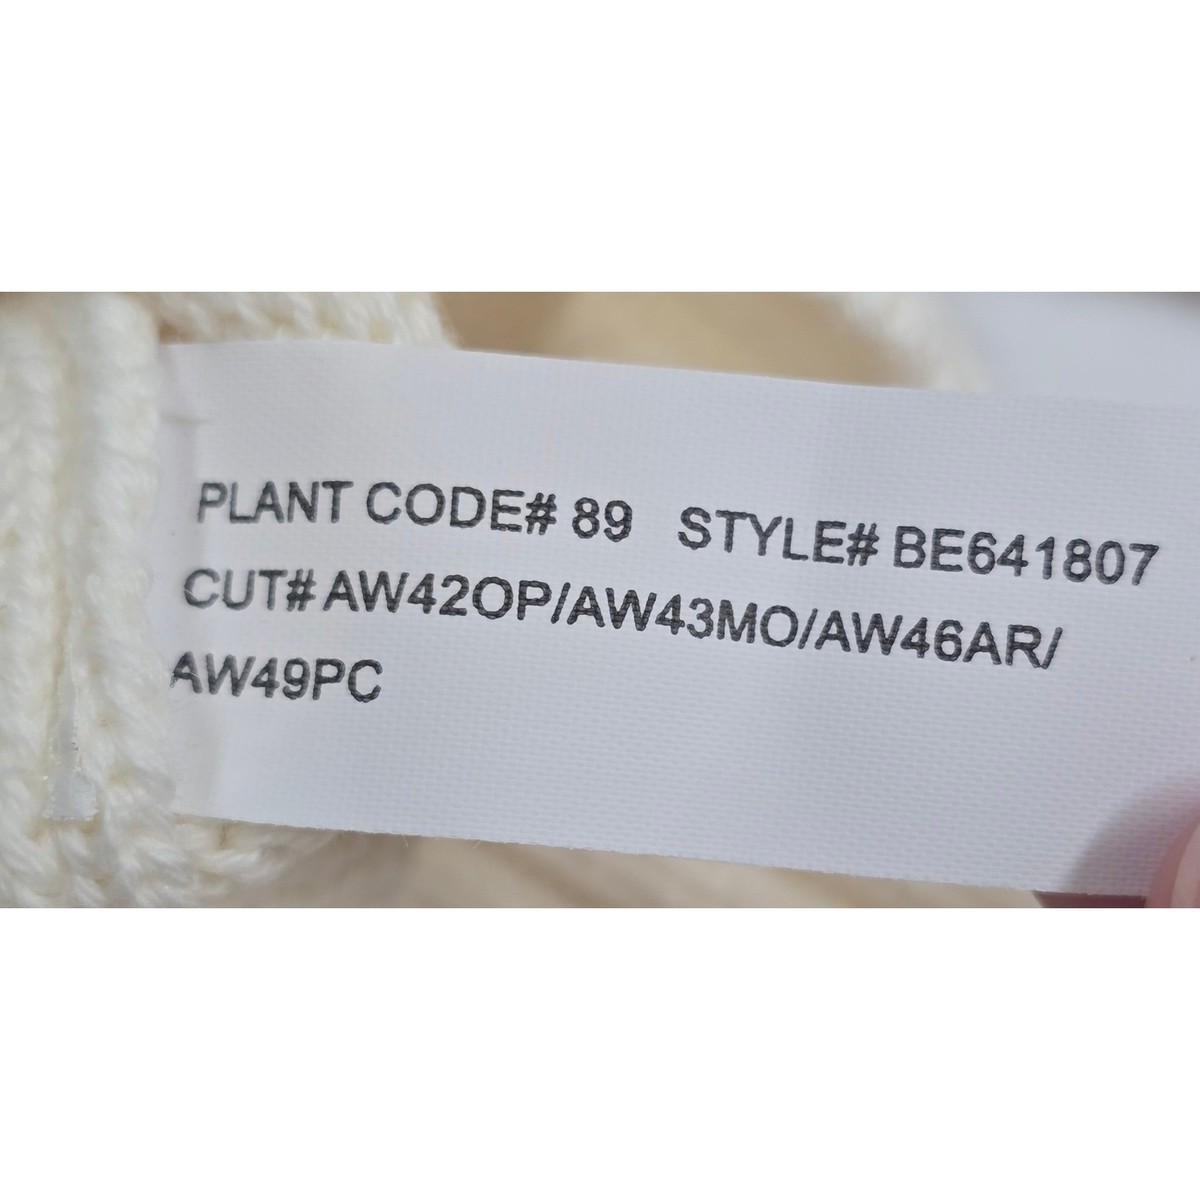 PLANT CODE# 89 STYLE# BE641807
CUT# AW42OP/AW43MO/AW46AR/
AW49PC